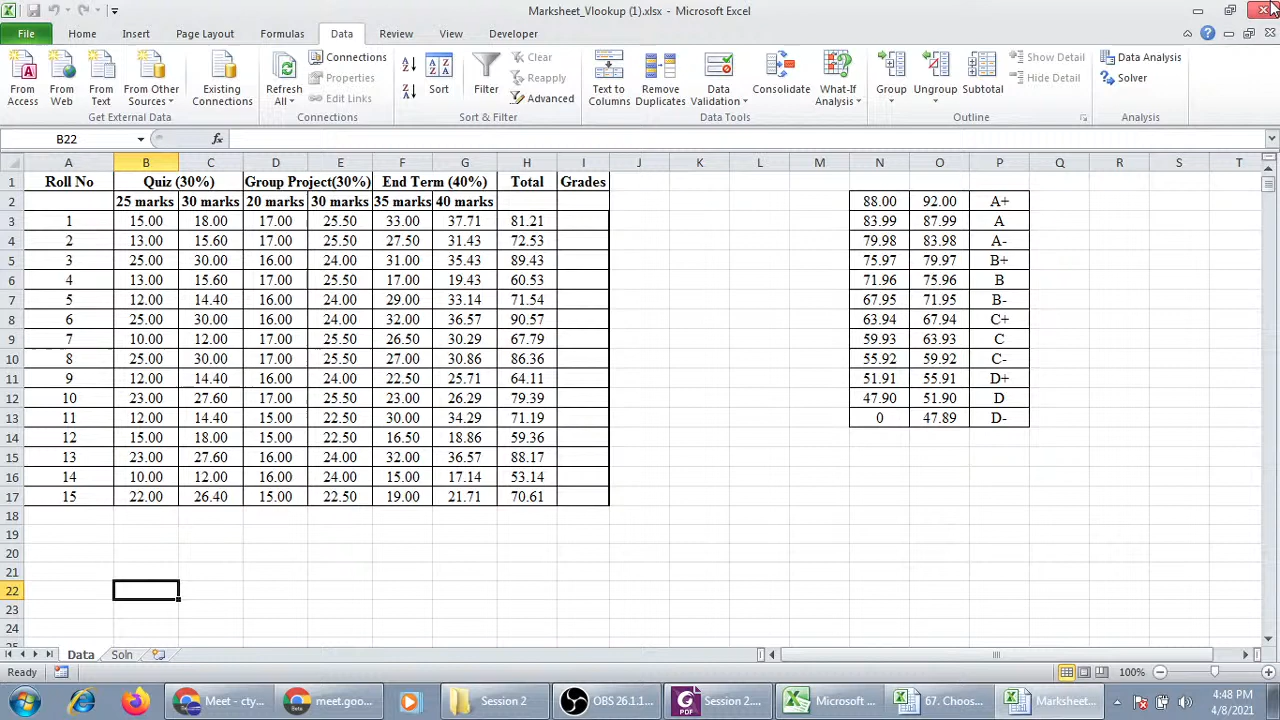 Marksheet_Vlookup (1).xlsx - Microsoft Excel
File Home Insert Page Layout Formulas Data Review View Developer
From Access
From Web
From Text
From Other Sources
Existing Connections
Get External Data
Refresh All
Connections
Properties
Edit Links
Connections
Sort
Filter
Clear
Reapply
Advanced
Sort & Filter
Text to Columns
Remove Duplicates
Data Validation
Consolidate
What-If Analysis
Data Tools
Group
Ungroup
Subtotal
Show Detail
Hide Detail
Outline
Data Analysis
Solver
Analysis
B22 fx
A B C D E F G H I J K L M N O P Q R S T
1 Roll No Quiz (30%) Group Project(30%) End Term (40%) Total Grades
2 25 marks 30 marks 20 marks 30 marks 35 marks 40 marks 88.00 92.00 A+
3 1 15.00 18.00 17.00 25.50 33.00 37.71 81.21 83.99 87.99 A
4 2 13.00 15.60 17.00 25.50 27.50 31.43 72.53 79.98 83.98 A-
5 3 25.00 30.00 16.00 24.00 31.00 35.43 89.43 75.97 79.97 B+
6 4 13.00 15.60 17.00 25.50 17.00 19.43 60.53 71.96 75.96 B
7 5 12.00 14.40 16.00 24.00 29.00 33.14 71.54 67.95 71.95 B-
8 6 25.00 30.00 16.00 24.00 32.00 36.57 90.57 63.94 67.94 C+
9 7 10.00 12.00 17.00 25.50 26.50 30.29 67.79 59.93 63.93 C
10 8 25.00 30.00 17.00 25.50 27.00 30.86 86.36 55.92 59.92 C-
11 9 12.00 14.40 16.00 24.00 22.50 25.71 64.11 51.91 55.91 D+
12 10 23.00 27.60 17.00 25.50 23.00 26.29 79.39 47.90 51.90 D
13 11 12.00 14.40 15.00 22.50 30.00 34.29 71.19 0 47.89 D-
14 12 15.00 18.00 15.00 22.50 16.50 18.86 59.36
15 13 23.00 27.60 16.00 24.00 32.00 36.57 88.17
16 14 10.00 12.00 16.00 24.00 15.00 17.14 53.14
17 15 22.00 26.40 15.00 22.50 19.00 21.71 70.61
18
19
20
21
22
23
24
Data Soln
Ready 100%
Meet - cty... meet.goo... Session 2 OBS 26.1.1... Session 2.... Microsoft ... 67. Choos... Marksheet...
4:48 PM
4/8/2021